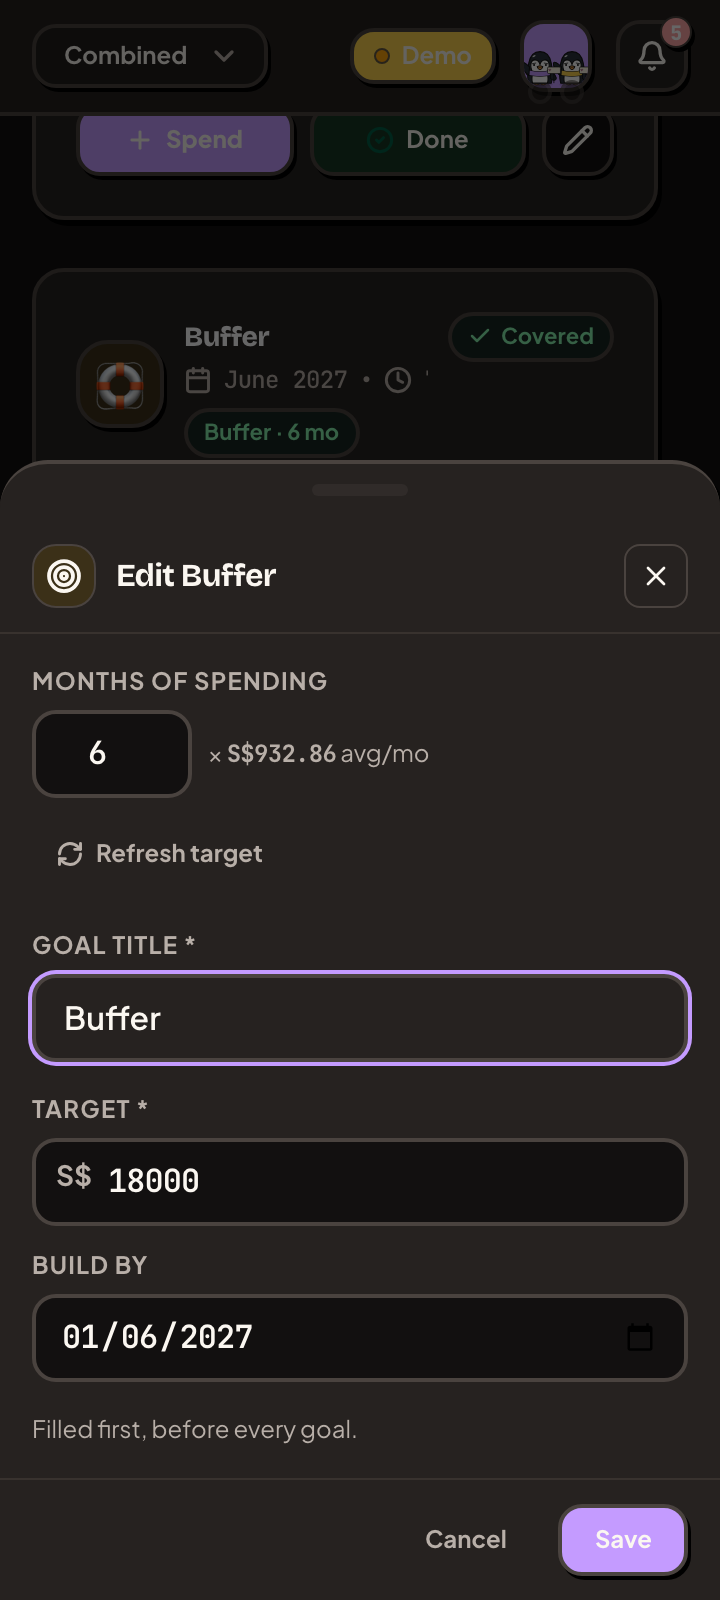 Combined
Demo
5
+ Spend
Done
Buffer
Covered
June 2027 •
Buffer · 6 mo
Edit Buffer
MONTHS OF SPENDING
6
× S$932.86 avg/mo
Refresh target
GOAL TITLE *
Buffer
TARGET *
S$ 18000
BUILD BY
01/06/2027
Filled first, before every goal.
Cancel
Save